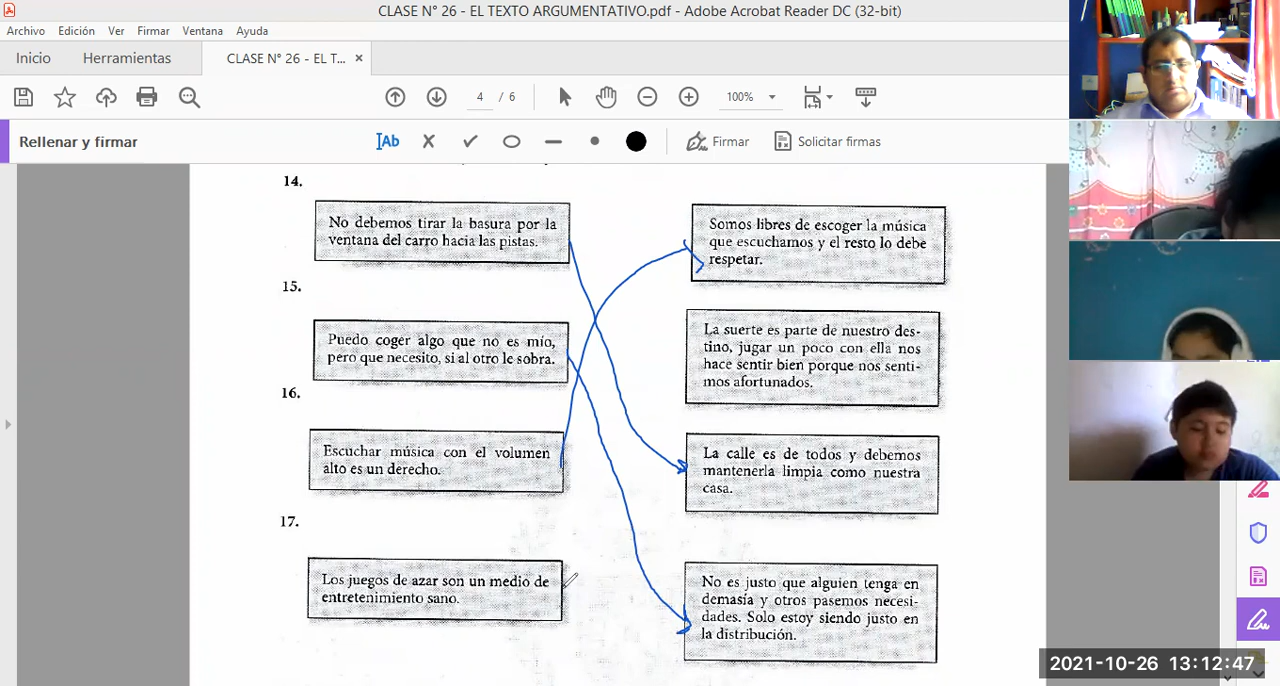 CLASE N° 26 - EL TEXTO ARGUMENTATIVO.pdf - Adobe Acrobat Reader DC (32-bit)
Archivo Edición Ver Firmar Ventana Ayuda
Inicio Herramientas CLASE N° 26 - EL T... ×
4 / 6 100%
Rellenar y firmar Ab Firmar Solicitar firmas
14.
No debemos tirar la basura por la
ventana del carro hacia las pistas.
Somos libres de escoger la música
que escuchamos y el resto lo debe
respetar.
15.
Puedo coger algo que no es mío,
pero que necesito, si al otro le sobra.
La suerte es parte de nuestro des-
tino, jugar un poco con ella nos
hace sentir bien porque nos senti-
mos afortunados.
16.
Escuchar música con el volumen
alto es un derecho.
La calle es de todos y debemos
mantenerla limpia como nuestra
casa.
17.
Los juegos de azar son un medio de
entretenimiento sano.
No es justo que alguien tenga en
demasía y otros pasemos necesi-
dades. Solo estoy siendo justo en
la distribución.
2021-10-26 13:12:47